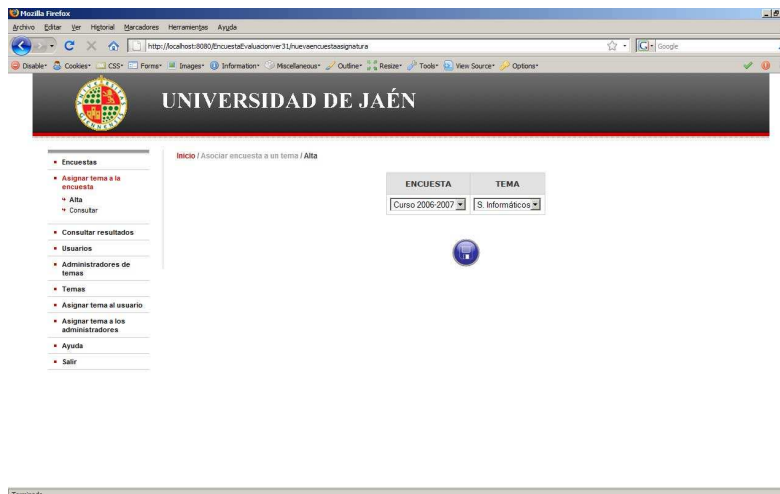 Mozilla Firefox
Archivo Editar Ver Historial Marcadores Herramientas Ayuda
http://localhost:8080/EncuestaEvaluacionver31/nuevaencuestaasignatura
Google
Disable Cookies CSS Forms Images Information Miscellaneous Outline Resize Tools View Source Options
UNIVERSIDAD DE JAÉN
Inicio / Asociar encuesta a un tema / Alta
Encuestas
Asignar tema a la
encuesta
Alta
Consultar
Consultar resultados
Usuarios
Administradores de
temas
Temas
Asignar tema al usuario
Asignar tema a los
administradores
Ayuda
Salir
ENCUESTA TEMA
Curso 2006-2007 S. Informáticos